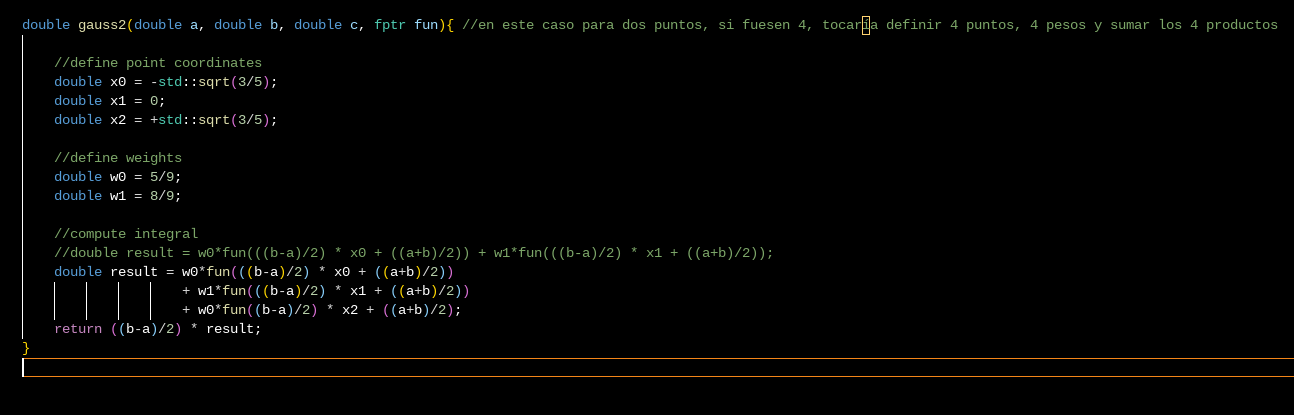 double gauss2(double a, double b, double c, fptr fun){ //en este caso para dos puntos, si fuesen 4, tocaria definir 4 puntos, 4 pesos y sumar los 4 productos
//define point coordinates
double x0 = -std::sqrt(3/5);
double x1 = 0;
double x2 = +std::sqrt(3/5);
//define weights
double w0 = 5/9;
double w1 = 8/9;
//compute integral
//double result = w0*fun(((b-a)/2) * x0 + ((a+b)/2)) + w1*fun(((b-a)/2) * x1 + ((a+b)/2));
double result = w0*fun(((b-a)/2) * x0 + ((a+b)/2))
+ w1*fun(((b-a)/2) * x1 + ((a+b)/2))
+ w0*fun((b-a)/2) * x2 + ((a+b)/2);
return ((b-a)/2) * result;
}